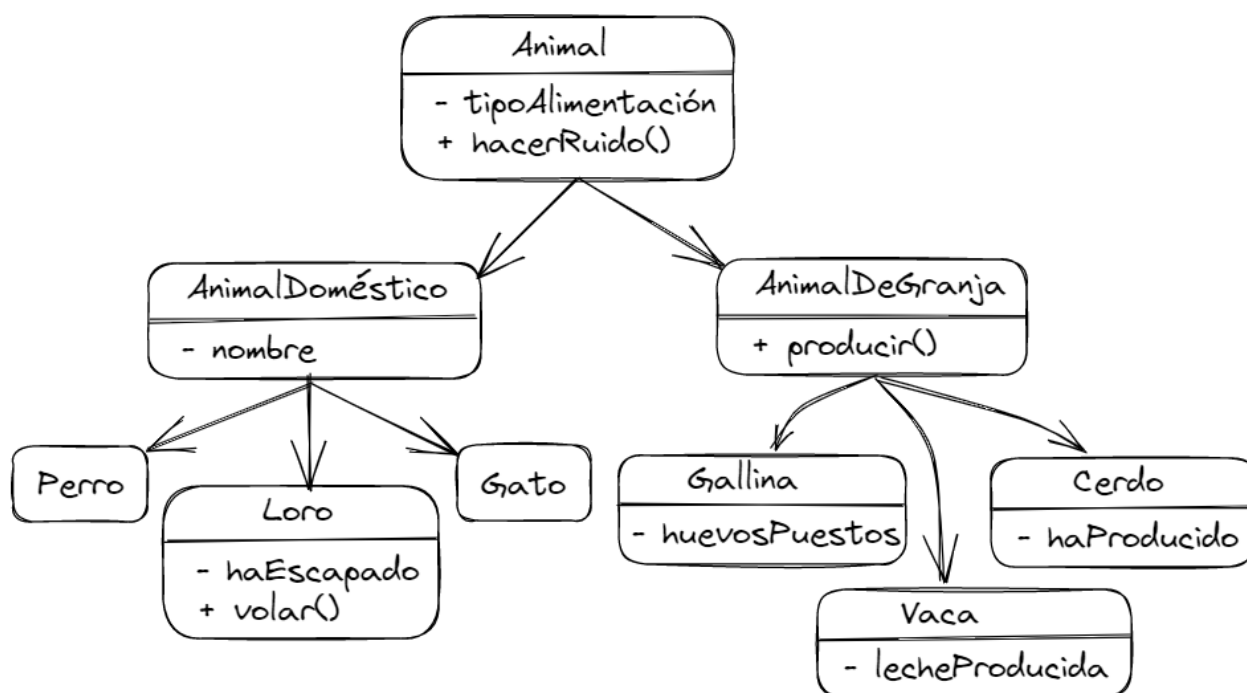 Animal
- tipoAlimentación
+ hacerRuido()
AnimalDoméstico
- nombre
AnimalDeGranja
+ producir()
Perro
Loro
- haEscapado
+ volar()
Gato
Gallina
- huevosPuestos
Vaca
- lecheProducida
Cerdo
- haProducido